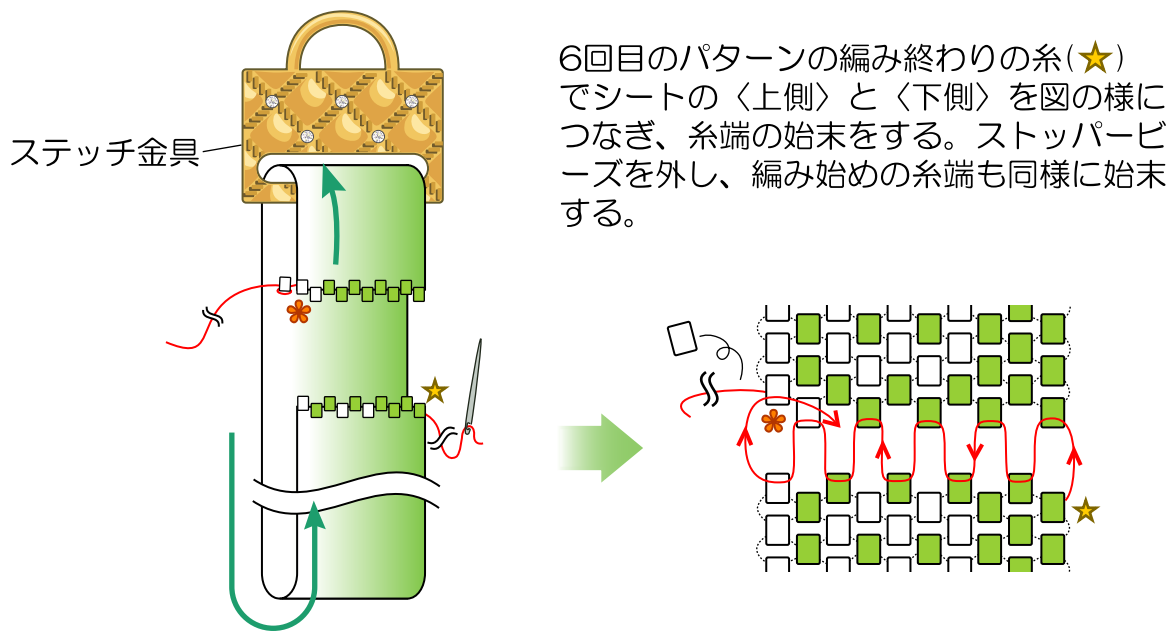 ステッチ金具
6回目のパターンの編み終わりの糸(★)
でシートの〈上側〉と〈下側〉を図の様に
つなぎ、糸端の始末をする。ストッパービ
ーズを外し、編み始めの糸端も同様に始末
する。